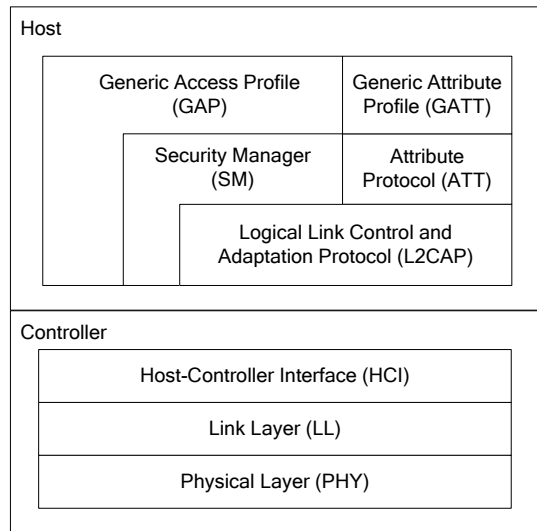 Host
Generic Access Profile
(GAP)
Generic Attribute
Profile (GATT)
Security Manager
(SM)
Attribute
Protocol (ATT)
Logical Link Control and
Adaptation Protocol (L2CAP)
Controller
Host-Controller Interface (HCI)
Link Layer (LL)
Physical Layer (PHY)